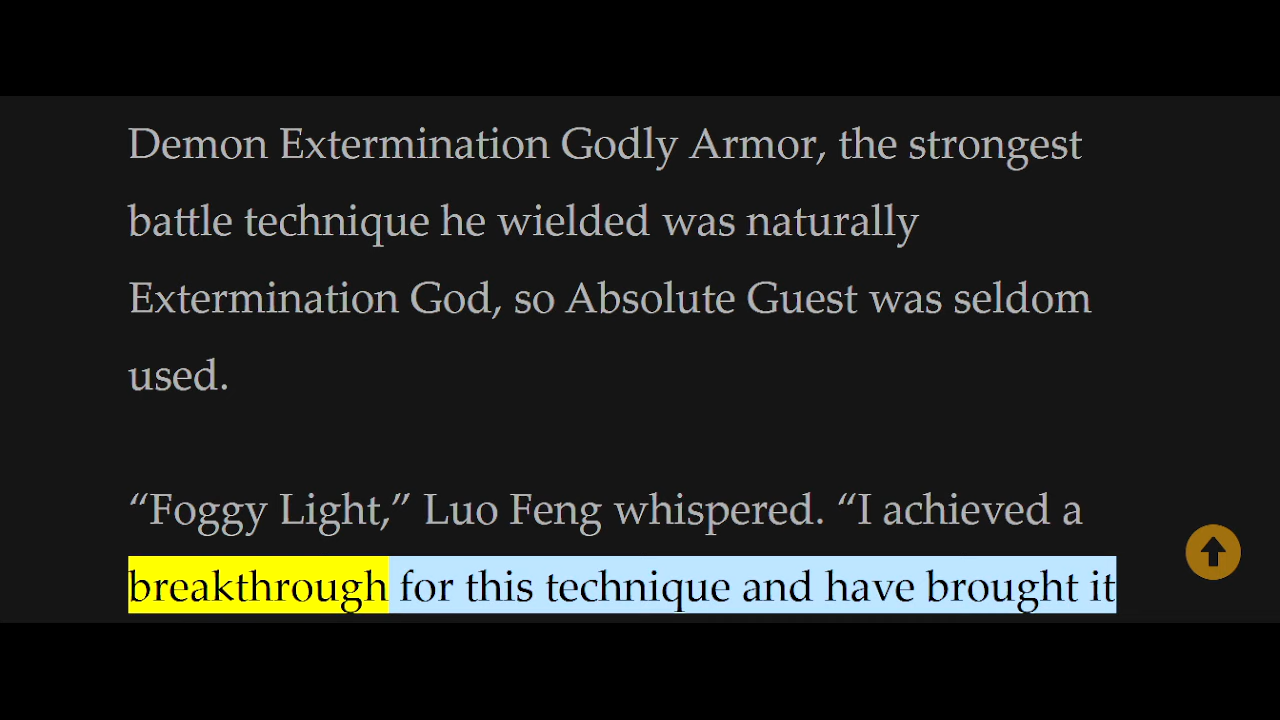 Demon Extermination Godly Armor, the strongest
battle technique he wielded was naturally
Extermination God, so Absolute Guest was seldom
used.
“Foggy Light,” Luo Feng whispered. “I achieved a
breakthrough for this technique and have brought it